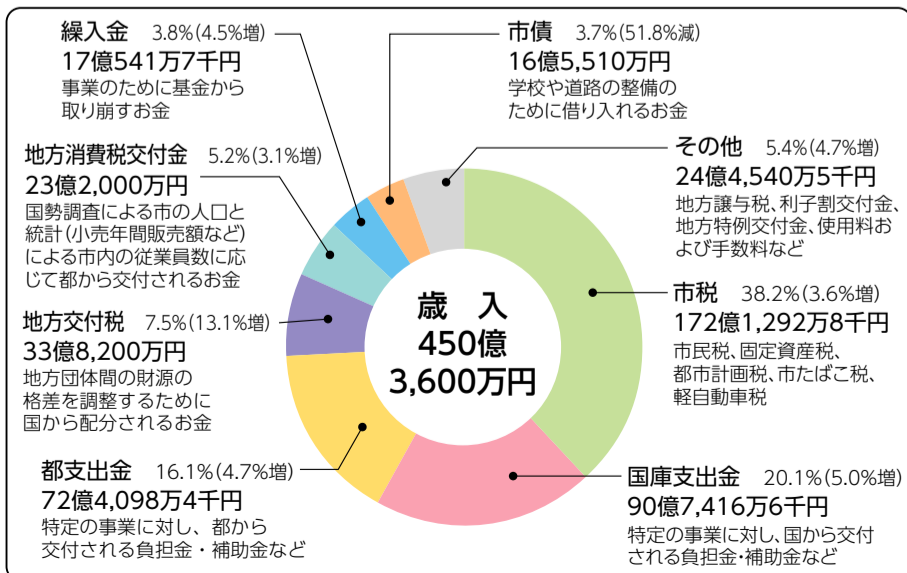 繰入金 3.8%(4.5%増)
17億541万7千円
事業のために基金から
取り崩すお金
市債 3.7%(51.8%減)
16億5,510万円
学校や道路の整備の
ために借り入れるお金
その他 5.4%(4.7%増)
24億4,540万5千円
地方譲与税、利子割交付金、
地方特例交付金、使用料お
よび手数料など
地方消費税交付金 5.2%(3.1%増)
23億2,000万円
国勢調査による市の人口と
統計(小売年間販売額など)
による市内の従業員数に応
じて都から交付されるお金
歳 入
450億
3,600万円
市税 38.2%(3.6%増)
172億1,292万8千円
市民税、固定資産税、
都市計画税、市たばこ税、
軽自動車税
地方交付税 7.5%(13.1%増)
33億8,200万円
地方団体間の財源の
格差を調整するために
国から配分されるお金
都支出金 16.1%(4.7%増)
72億4,098万4千円
特定の事業に対し、都から
交付される負担金・補助金など
国庫支出金 20.1%(5.0%増)
90億7,416万6千円
特定の事業に対し、国から交付
される負担金・補助金など